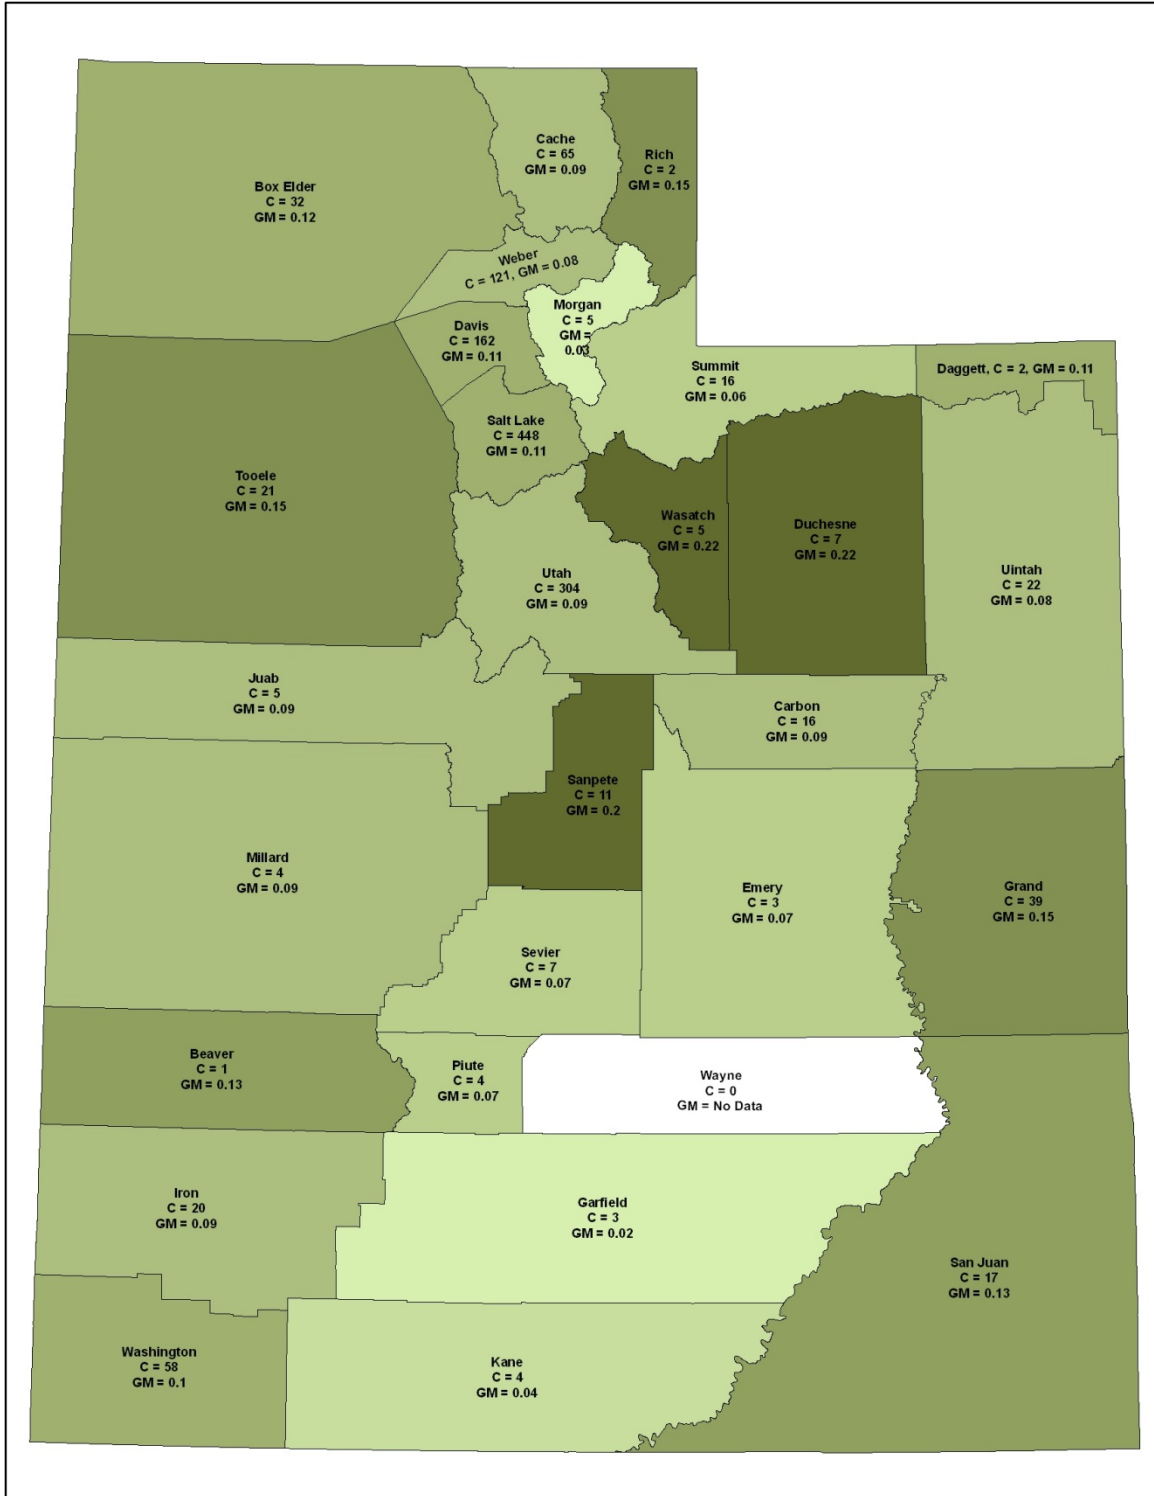 Cache
C = 65
GM = 0.09
Rich
C = 2
GM = 0.15
Box Elder
C = 32
GM = 0.12
Weber
C = 121, GM = 0.08
Morgan
C = 5
GM =
0.03
Davis
C = 162
GM = 0.11
Summit
C = 16
GM = 0.06
Daggett, C = 2, GM = 0.11
Salt Lake
C = 448
GM = 0.11
Tooele
C = 21
GM = 0.15
Wasatch
C = 5
GM = 0.22
Duchesne
C = 7
GM = 0.22
Utah
C = 304
GM = 0.09
Uintah
C = 22
GM = 0.08
Juab
C = 5
GM = 0.09
Carbon
C = 16
GM = 0.09
Sanpete
C = 11
GM = 0.2
Millard
C = 4
GM = 0.09
Emery
C = 3
GM = 0.07
Grand
C = 39
GM = 0.15
Sevier
C = 7
GM = 0.07
Beaver
C = 1
GM = 0.13
Piute
C = 4
GM = 0.07
Wayne
C = 0
GM = No Data
Iron
C = 20
GM = 0.09
Garfield
C = 3
GM = 0.02
San Juan
C = 17
GM = 0.13
Washington
C = 58
GM = 0.1
Kane
C = 4
GM = 0.04